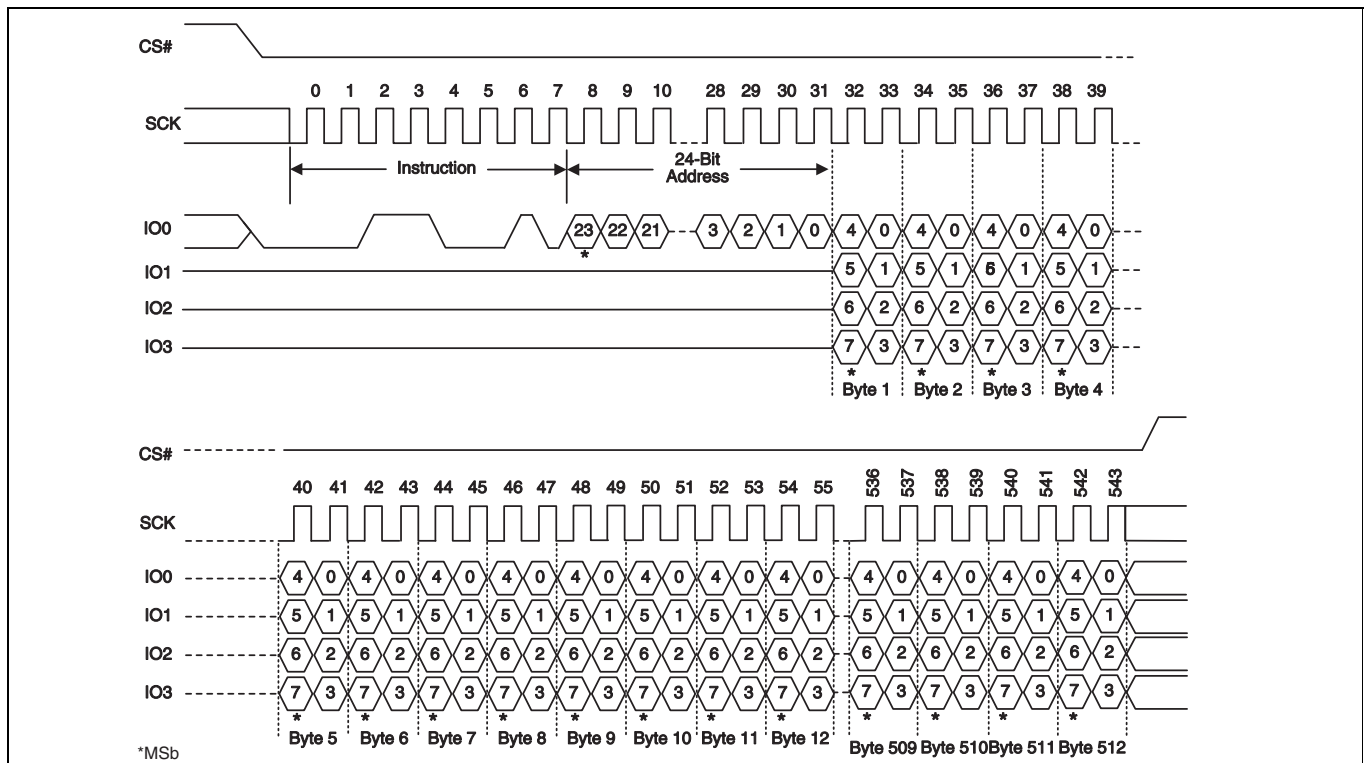 CS#
0 1 2 3 4 5 6 7 8 9 10 28 29 30 31 32 33 34 35 36 37 38 39
SCK
Instruction
24-Bit
Address
IO0 23 22 21 3 2 1 0 4 0 4 0 4 0 4 0
*
IO1 5 1 5 1 6 1 5 1
IO2 6 2 6 2 6 2 6 2
IO3 7 3 7 3 7 3 7 3
* * * *
Byte 1 Byte 2 Byte 3 Byte 4
CS#
40 41 42 43 44 45 46 47 48 49 50 51 52 53 54 55 536 537 538 539 540 541 542 543
SCK
IO0 4 0 4 0 4 0 4 0 4 0 4 0 4 0 4 0 4 0 4 0 4 0 4 0
IO1 5 1 5 1 5 1 5 1 5 1 5 1 5 1 5 1 5 1 5 1 5 1 5 1
IO2 6 2 6 2 6 2 6 2 6 2 6 2 6 2 6 2 6 2 6 2 6 2 6 2
IO3 7 3 7 3 7 3 7 3 7 3 7 3 7 3 7 3 7 3 7 3 7 3 7 3
* * * * * * * * * * * *
Byte 5 Byte 6 Byte 7 Byte 8 Byte 9 Byte 10 Byte 11 Byte 12 Byte 509 Byte 510 Byte 511 Byte 512
*MSb